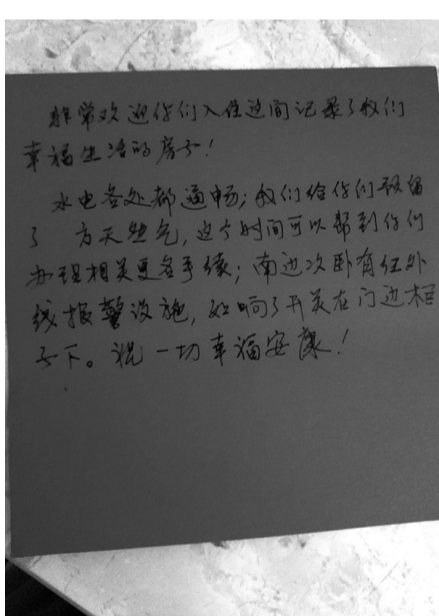 非常欢迎你们入住这间记录了我们
幸福生活的房子！
水电各处都通畅；我们给你们预留
了 方天然气，这个时间可以帮到你们
办理相关更名手续；南边次卧有红外
线报警设施，如响了开关在门边柜
子下。祝一切幸福安康！